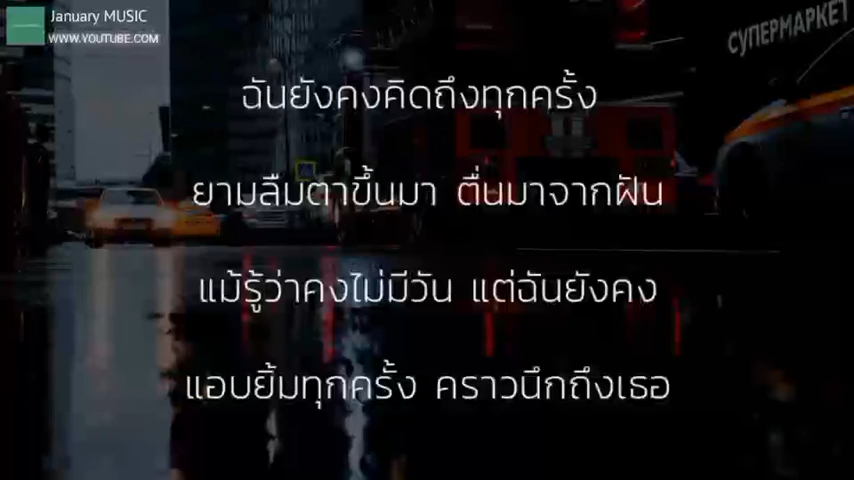 January MUSIC
WWW.YOUTUBE.COM
СУПЕРМАРКЕТ
ฉันยังคงคิดถึงทุกครั้ง
ยามลืมตาขึ้นมา ตื่นมาจากฝัน
แม้รู้ว่าคงไม่มีวัน แต่ฉันยังคง
แอบยิ้มทุกครั้ง คราวนึกถึงเธอ